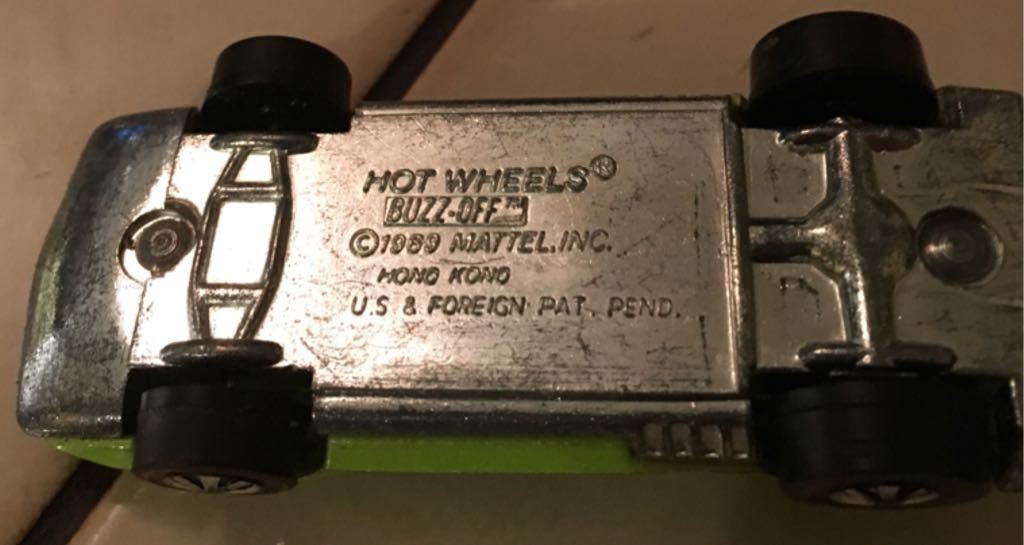 HOT WHEELS®
BUZZ-OFF™
©1969 MATTEL, INC.
HONG KONG
U.S & FOREIGN PAT. PEND.